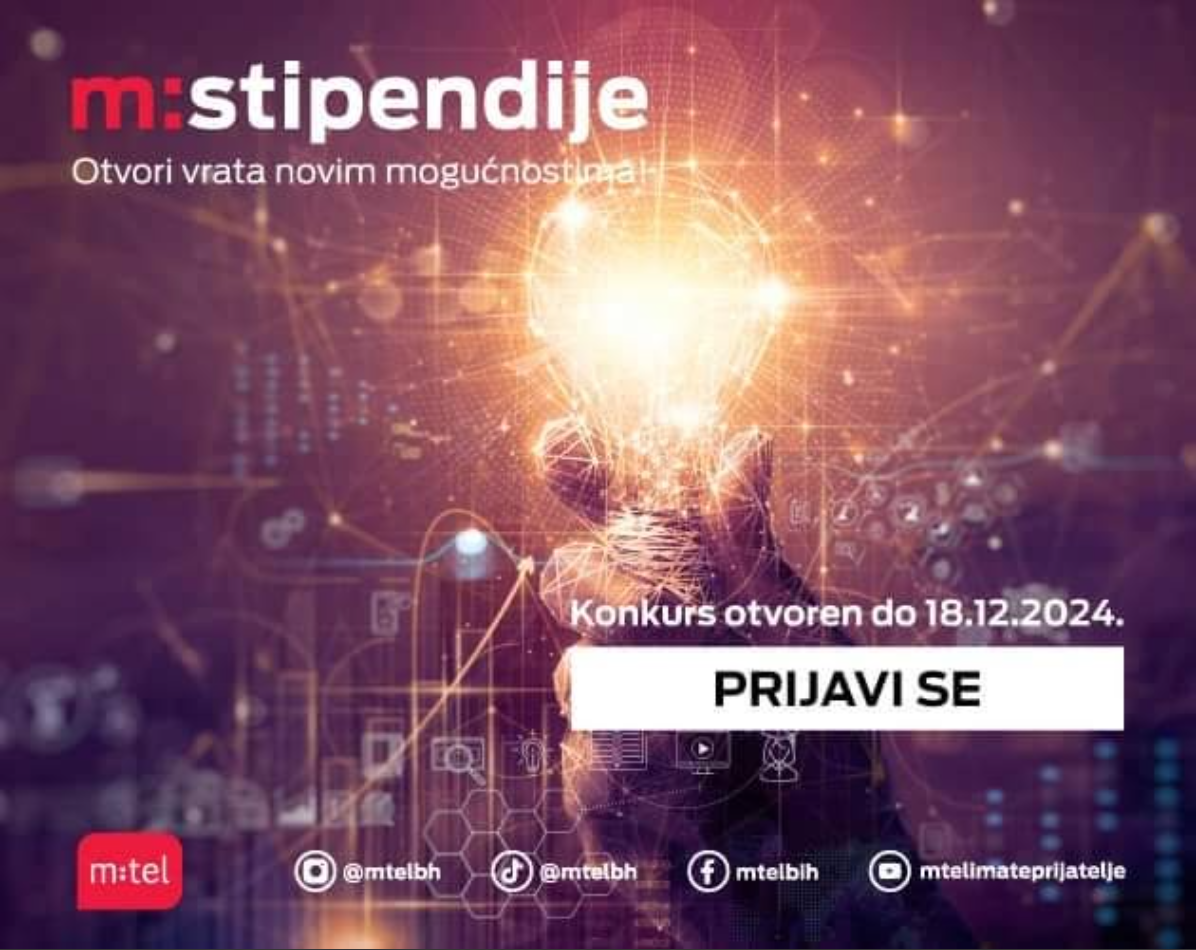 m:stipendije
Otvori vrata novim mogućnostima!
Konkurs otvoren do 18.12.2024.
PRIJAVI SE
m:tel
@mtelbh
@mtelbh
mtelbih
mtelimateprijatelje